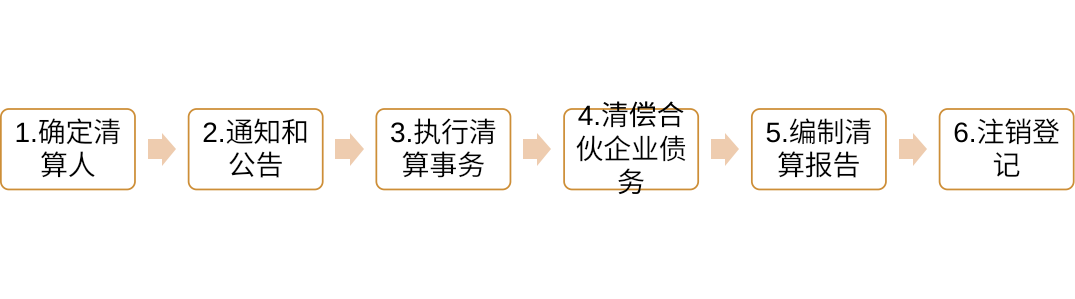 1.确定清
算人
2.通知和
公告
3.执行清
算事务
4.清偿合
伙企业债
务
5.编制清
算报告
6.注销登
记